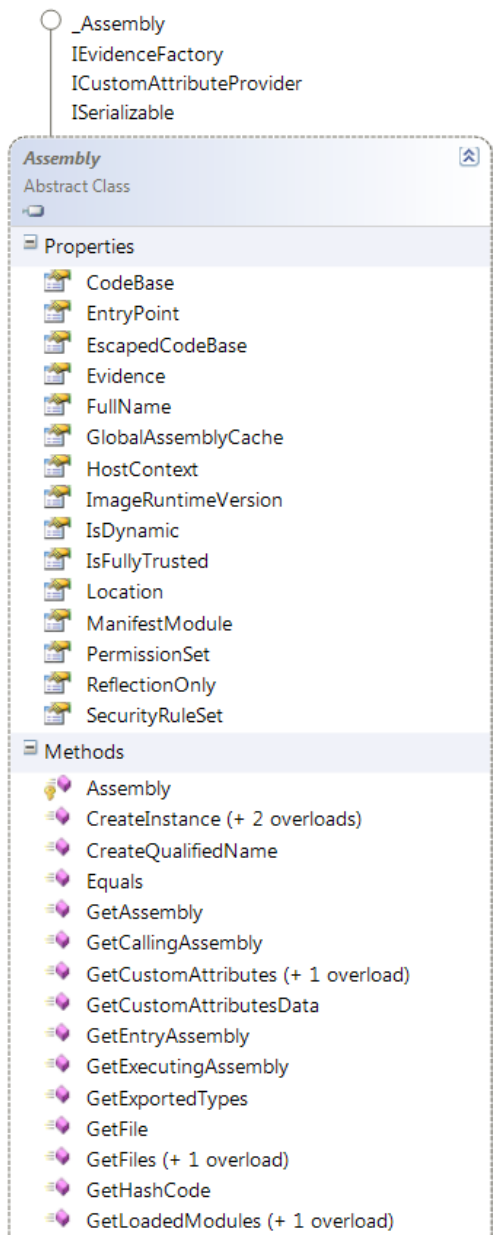 _Assembly
IEvidenceFactory
ICustomAttributeProvider
ISerializable
Assembly
Abstract Class
Properties
CodeBase
EntryPoint
EscapedCodeBase
Evidence
FullName
GlobalAssemblyCache
HostContext
ImageRuntimeVersion
IsDynamic
IsFullyTrusted
Location
ManifestModule
PermissionSet
ReflectionOnly
SecurityRuleSet
Methods
Assembly
CreateInstance (+ 2 overloads)
CreateQualifiedName
Equals
GetAssembly
GetCallingAssembly
GetCustomAttributes (+ 1 overload)
GetCustomAttributesData
GetEntryAssembly
GetExecutingAssembly
GetExportedTypes
GetFile
GetFiles (+ 1 overload)
GetHashCode
GetLoadedModules (+ 1 overload)